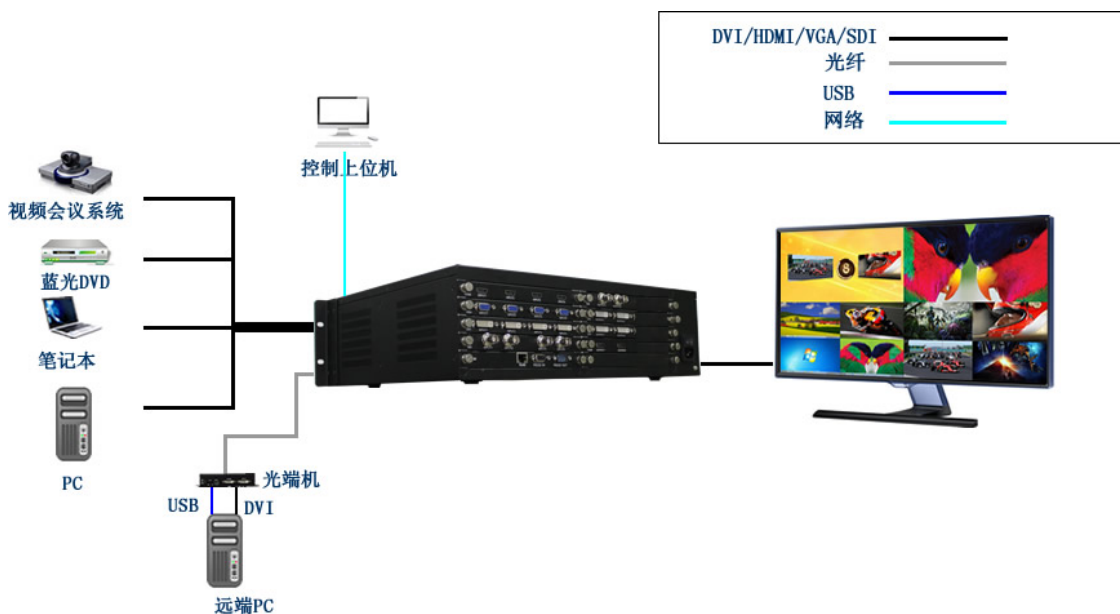 DVI/HDMI/VGA/SDI
光纤
USB
网络
控制上位机
视频会议系统
蓝光DVD
笔记本
PC
光端机
USB DVI
远端PC